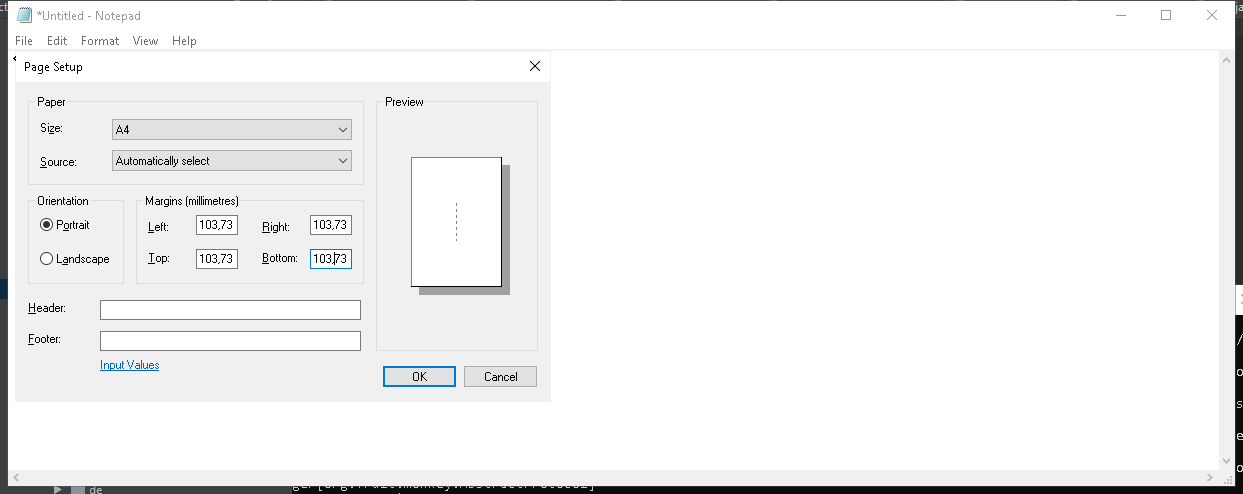 *Untitled - Notepad
File Edit Format View Help
Page Setup
Paper
Size: A4
Source: Automatically select
Preview
Orientation
Portrait
Landscape
Margins (millimetres)
Left: 103,73 Right: 103,73
Top: 103,73 Bottom: 103,73
Header:
Footer:
Input Values
OK Cancel
de